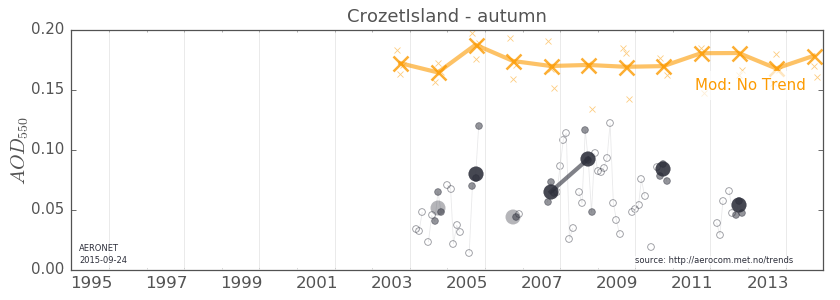 CrozetIsland - autumn
0.20
0.15
0.10
0.05
0.00
AOD550
Mod: No Trend
AERONET
2015-09-24
source: http://aerocom.met.no/trends
1995 1997 1999 2001 2003 2005 2007 2009 2011 2013